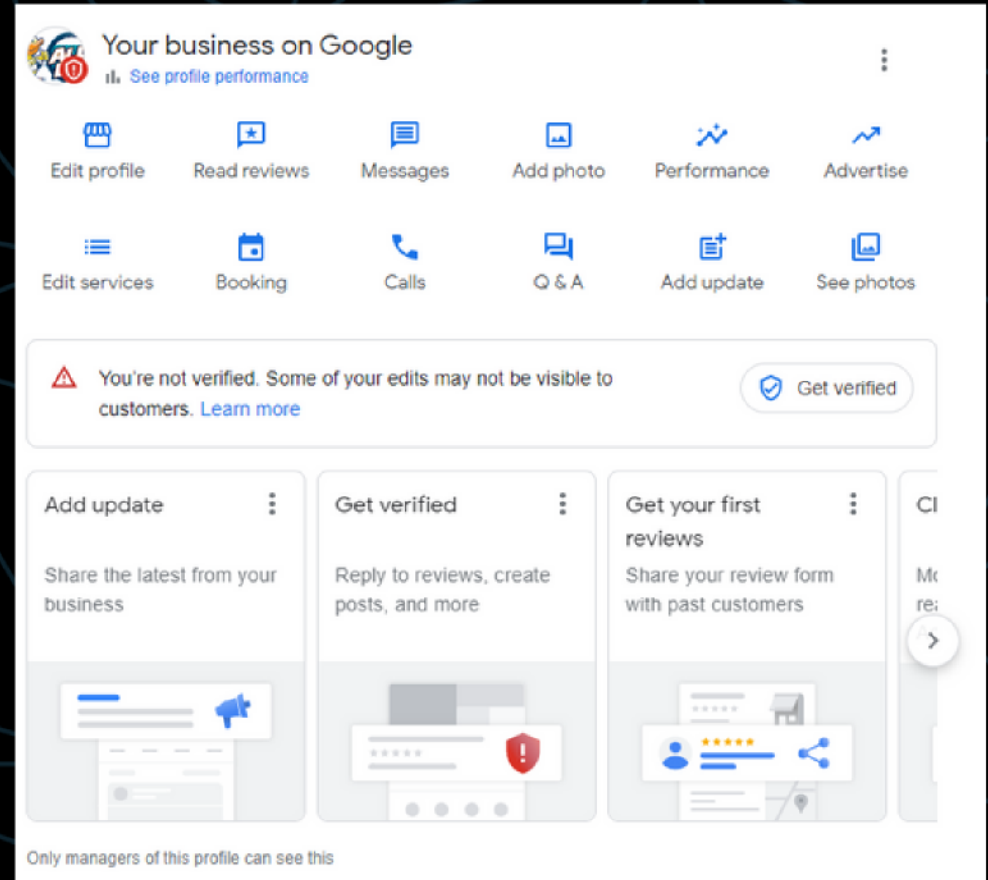 Your business on Google
See profile performance
Edit profile
Read reviews
Messages
Add photo
Performance
Advertise
Edit services
Booking
Calls
Q & A
Add update
See photos
You're not verified. Some of your edits may not be visible to
customers. Learn more
Get verified
Add update
Share the latest from your
business
Get verified
Reply to reviews, create
posts, and more
Get your first
reviews
Share your review form
with past customers
Only managers of this profile can see this